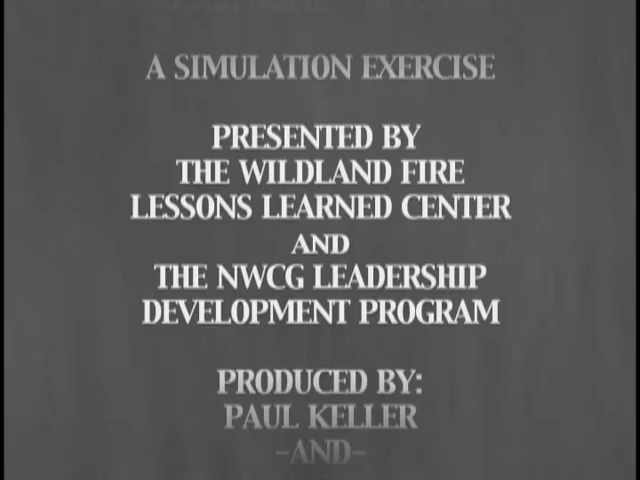 A SIMULATION EXERCISE
PRESENTED BY
THE WILDLAND FIRE
LESSONS LEARNED CENTER
AND
THE NWCG LEADERSHIP
DEVELOPMENT PROGRAM
PRODUCED BY:
PAUL KELLER
-AND-